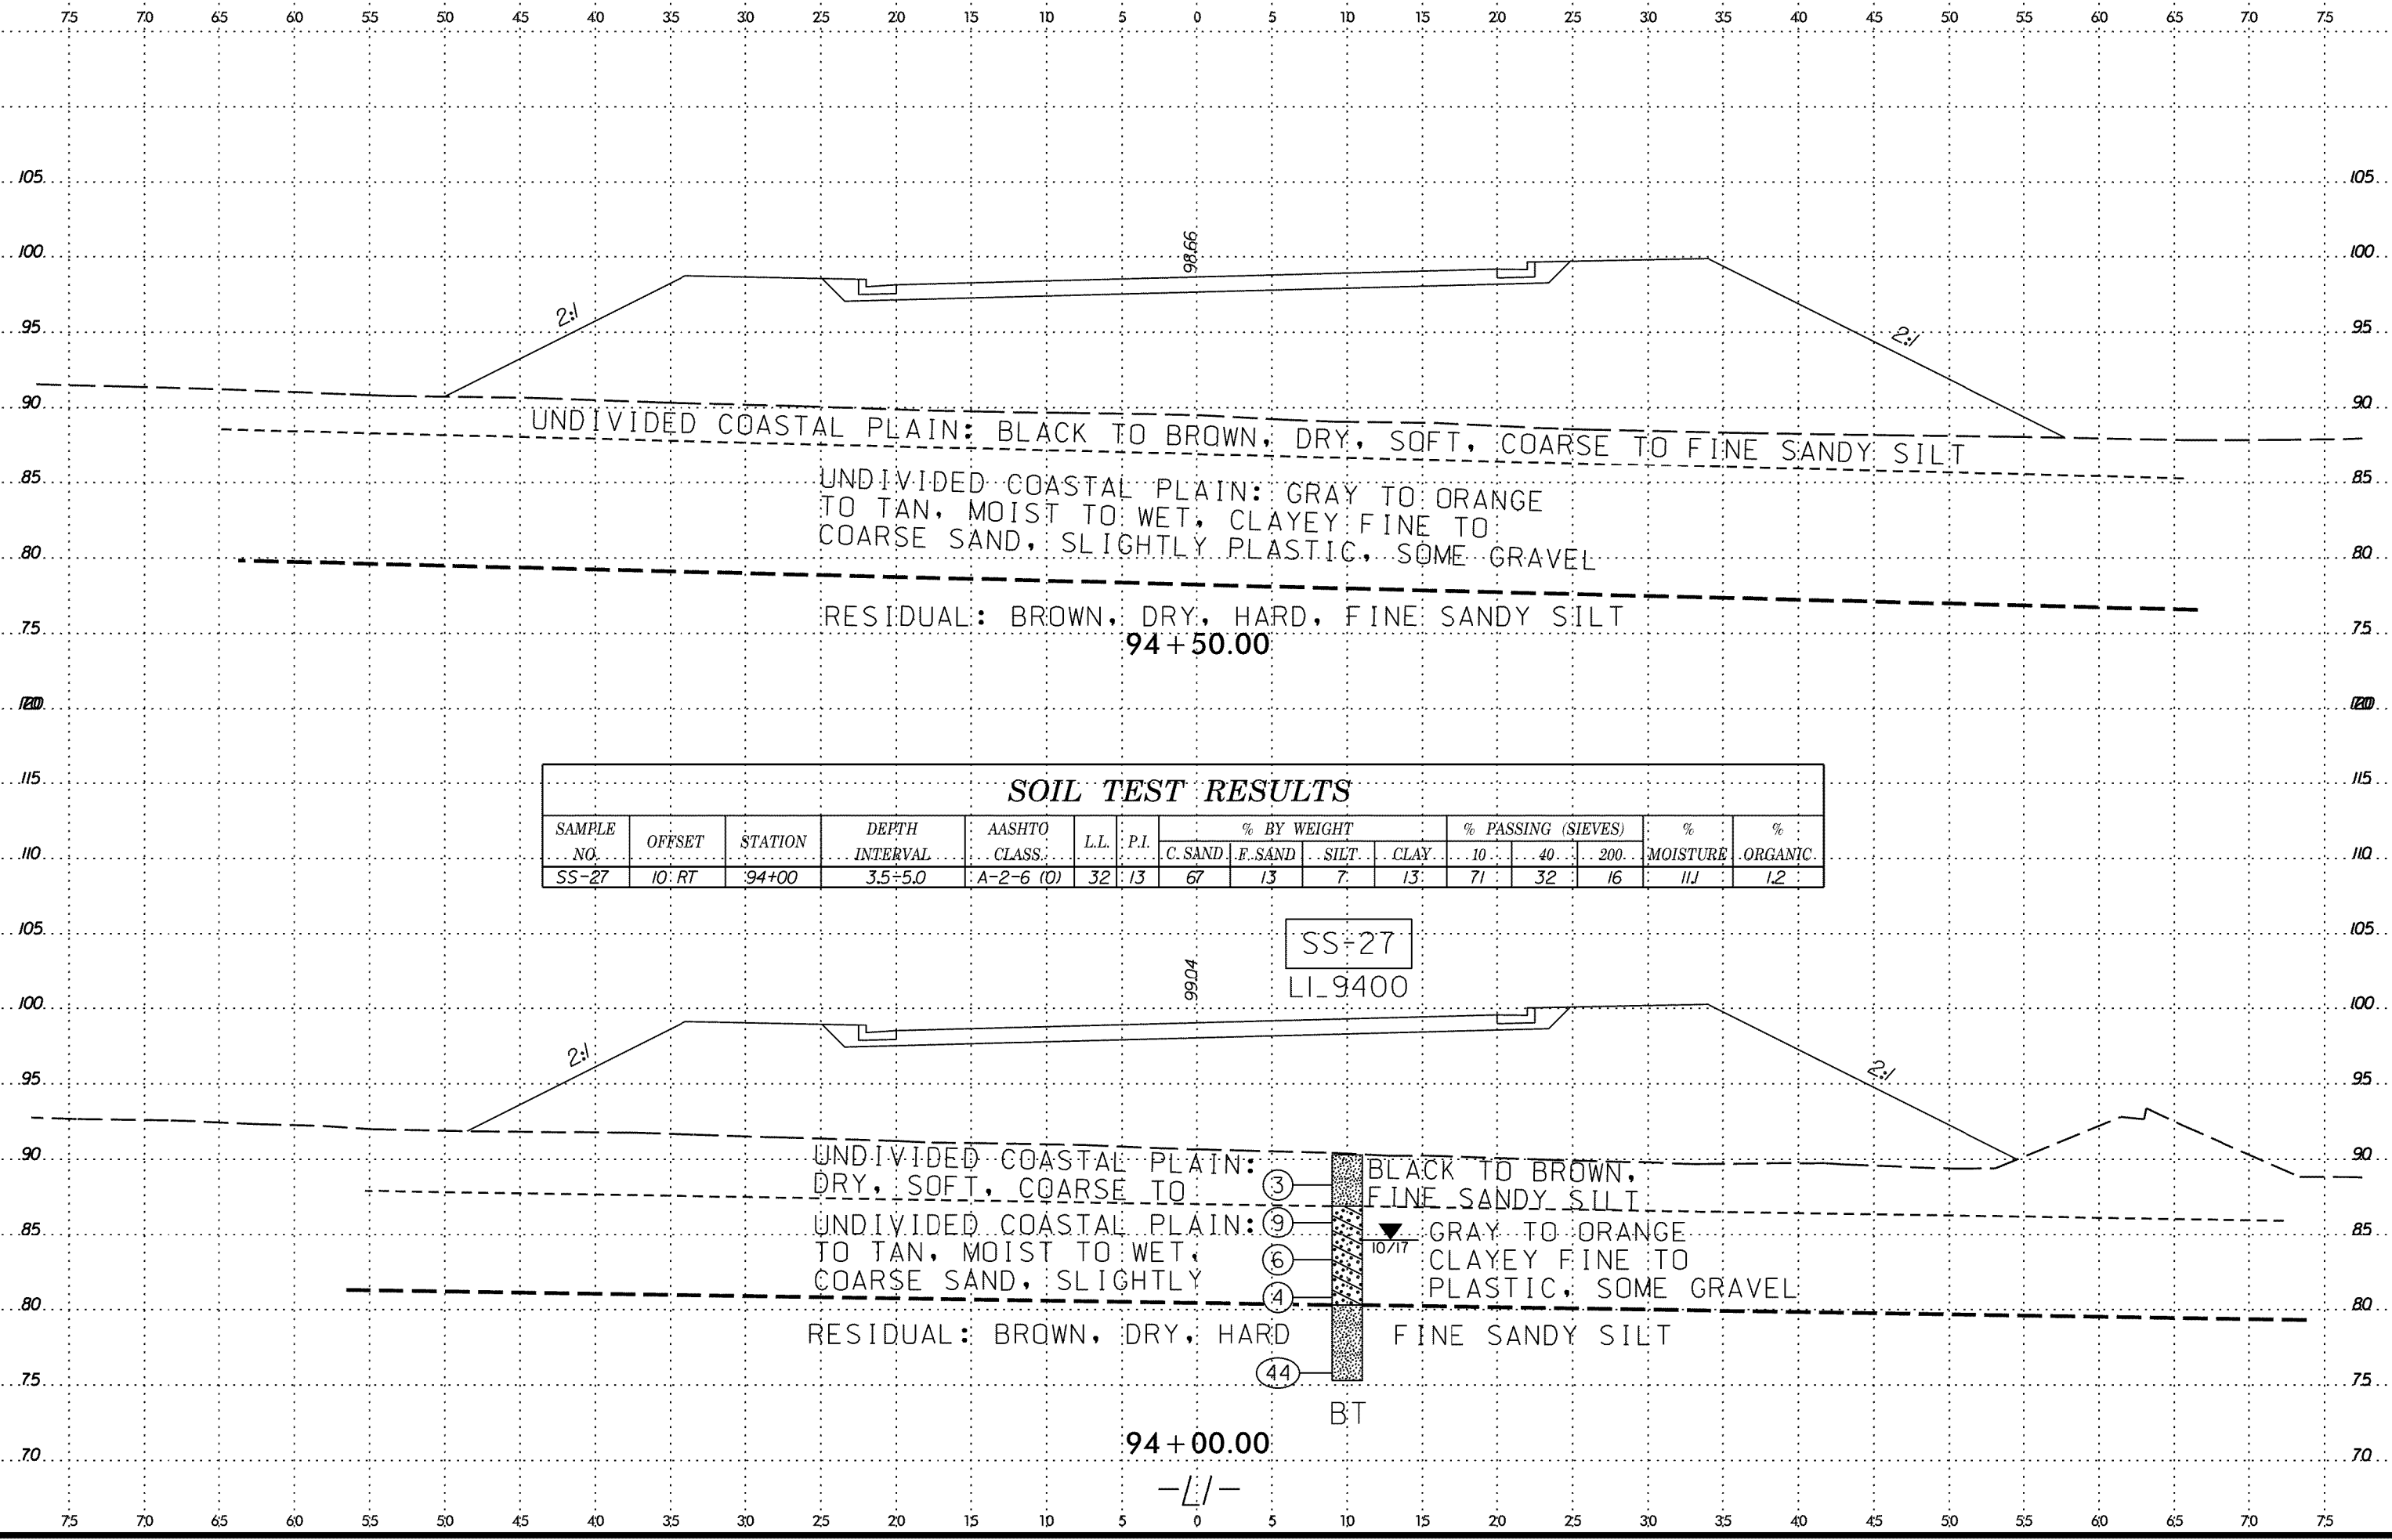 75 70 65 60 55 50 45 40 35 30 25 20 15 10 5 0 5 10 15 20 25 30 35 40 45 50 55 60 65 70 75
105 105
98.66
100 100
2:1 2:1
95 95
90 90
UNDIVIDED COASTAL PLAIN: BLACK TO BROWN, DRY, SOFT, COARSE TO FINE SANDY SILT
85 85
UNDIVIDED COASTAL PLAIN: GRAY TO ORANGE
TO TAN, MOIST TO WET, CLAYEY FINE TO
COARSE SAND, SLIGHTLY PLASTIC, SOME GRAVEL
80 80
RESIDUAL: BROWN, DRY, HARD, FINE SANDY SILT
75 75
94+50.00
115 115
SOIL TEST RESULTS
SAMPLE NO. OFFSET STATION DEPTH INTERVAL AASHTO CLASS. L.L. P.I. % BY WEIGHT % PASSING (SIEVES) % MOISTURE % ORGANIC
C. SAND F. SAND SILT CLAY 10 40 200
110 110
SS-27 10 RT 94+00 3.5-5.0 A-2-6 (0) 32 13 67 13 7 13 71 32 16 11.1 1.2
105 105
SS-27
99.04
L1_9400
100 100
2:1 2:1
95 95
90 90
UNDIVIDED COASTAL PLAIN: BLACK TO BROWN,
DRY, SOFT, COARSE TO 3 FINE SANDY SILT
85 85
UNDIVIDED COASTAL PLAIN: 9 GRAY TO ORANGE
10/17
TO TAN, MOIST TO WET, 6 CLAYEY FINE TO
COARSE SAND, SLIGHTLY 4 PLASTIC, SOME GRAVEL
80 80
RESIDUAL: BROWN, DRY, HARD FINE SANDY SILT
44
75 75
BT
94+00.00
70 70
-L1-
75 70 65 60 55 50 45 40 35 30 25 20 15 10 5 0 5 10 15 20 25 30 35 40 45 50 55 60 65 70 75